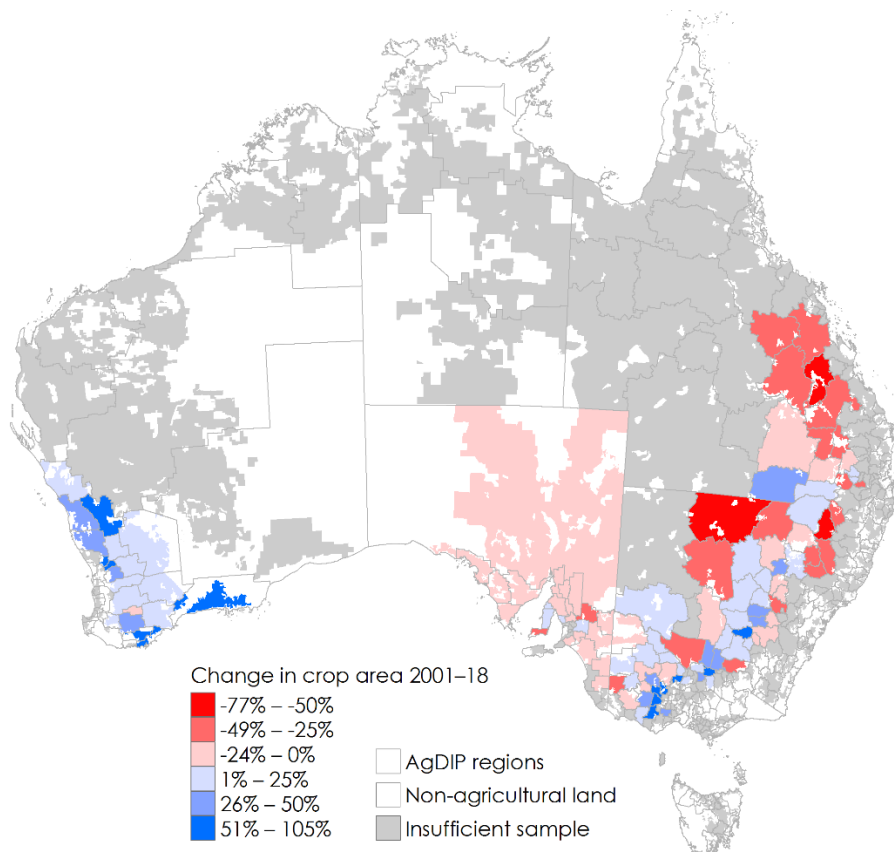 Change in crop area 2001–18
-77% – -50%
-49% – -25%
-24% – 0%
1% – 25%
26% – 50%
51% – 105%
AgDIP regions
Non-agricultural land
Insufficient sample